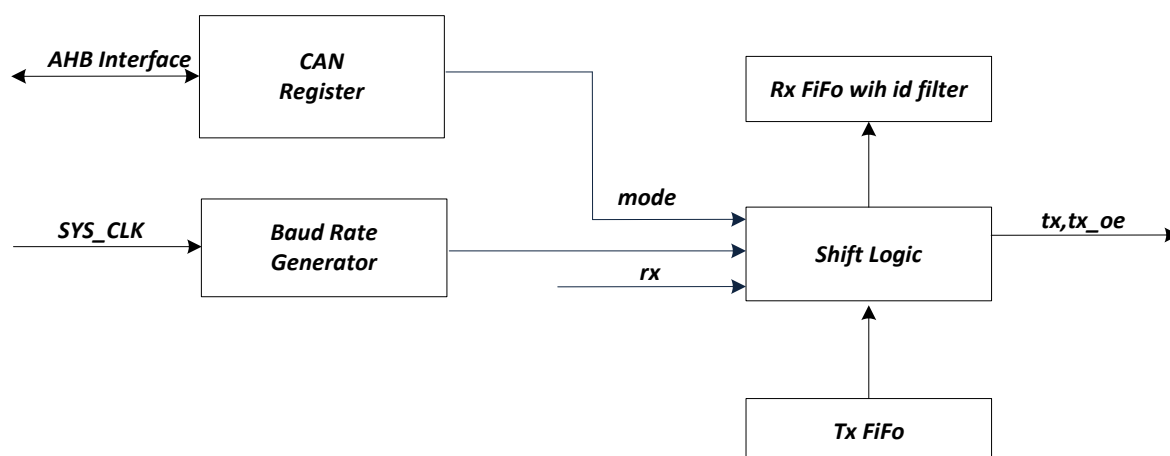 AHB Interface
CAN
Register
Rx FiFo wih id filter
mode
SYS_CLK
Baud Rate
Generator
rx
Shift Logic
tx,tx_oe
Tx FiFo